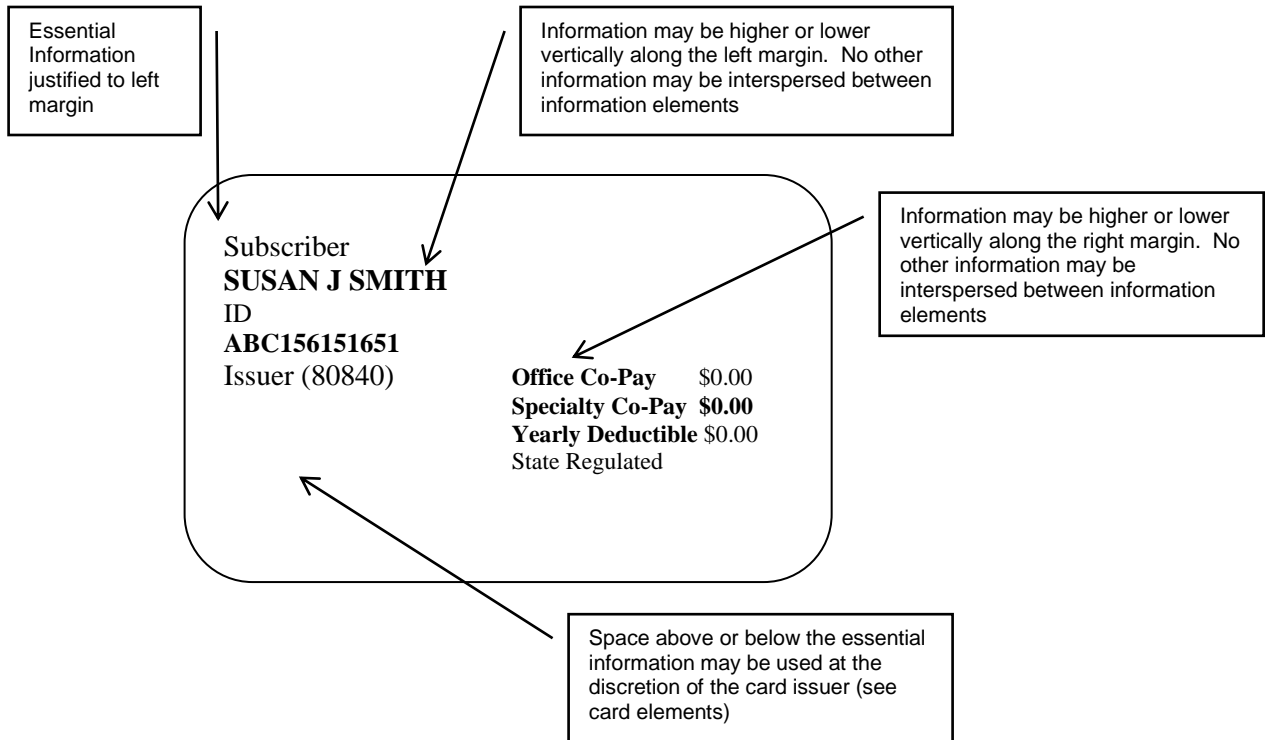 Essential
Information
justified to left
margin
Information may be higher or lower
vertically along the left margin.  No other
information may be interspersed between
information elements
Information may be higher or lower
vertically along the right margin.  No
other information may be
interspersed between information
elements
Subscriber
SUSAN J SMITH
ID
ABC156151651
Issuer (80840)
Office Co-Pay $0.00
Specialty Co-Pay $0.00
Yearly Deductible $0.00
State Regulated
Space above or below the essential
information may be used at the
discretion of the card issuer (see
card elements)